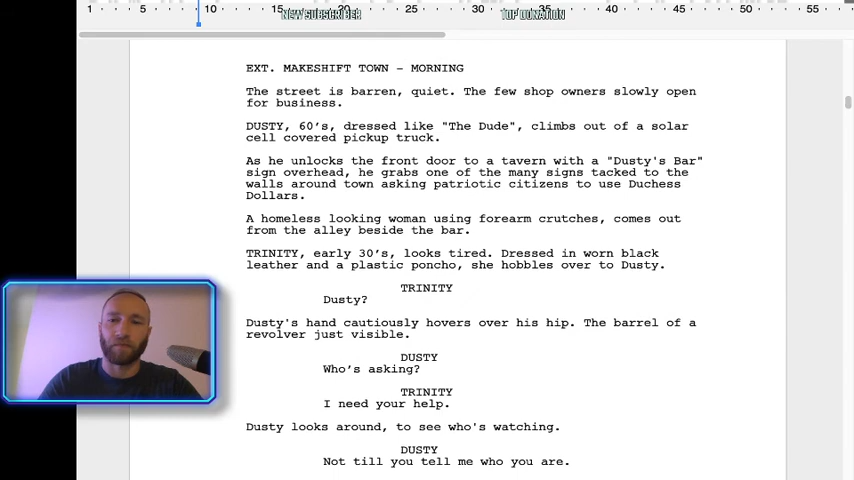 1 5 10 15 20 25 30 35 40 45 50 55
NEW SUBSCRIBER TOP DONATION
EXT. MAKESHIFT TOWN – MORNING
The street is barren, quiet. The few shop owners slowly open
for business.
DUSTY, 60's, dressed like "The Dude", climbs out of a solar
cell covered pickup truck.
As he unlocks the front door to a tavern with a "Dusty's Bar"
sign overhead, he grabs one of the many signs tacked to the
walls around town asking patriotic citizens to use Duchess
Dollars.
A homeless looking woman using forearm crutches, comes out
from the alley beside the bar.
TRINITY, early 30's, looks tired. Dressed in worn black
leather and a plastic poncho, she hobbles over to Dusty.
TRINITY
Dusty?
Dusty's hand cautiously hovers over his hip. The barrel of a
revolver just visible.
DUSTY
Who's asking?
TRINITY
I need your help.
Dusty looks around, to see who's watching.
DUSTY
Not till you tell me who you are.